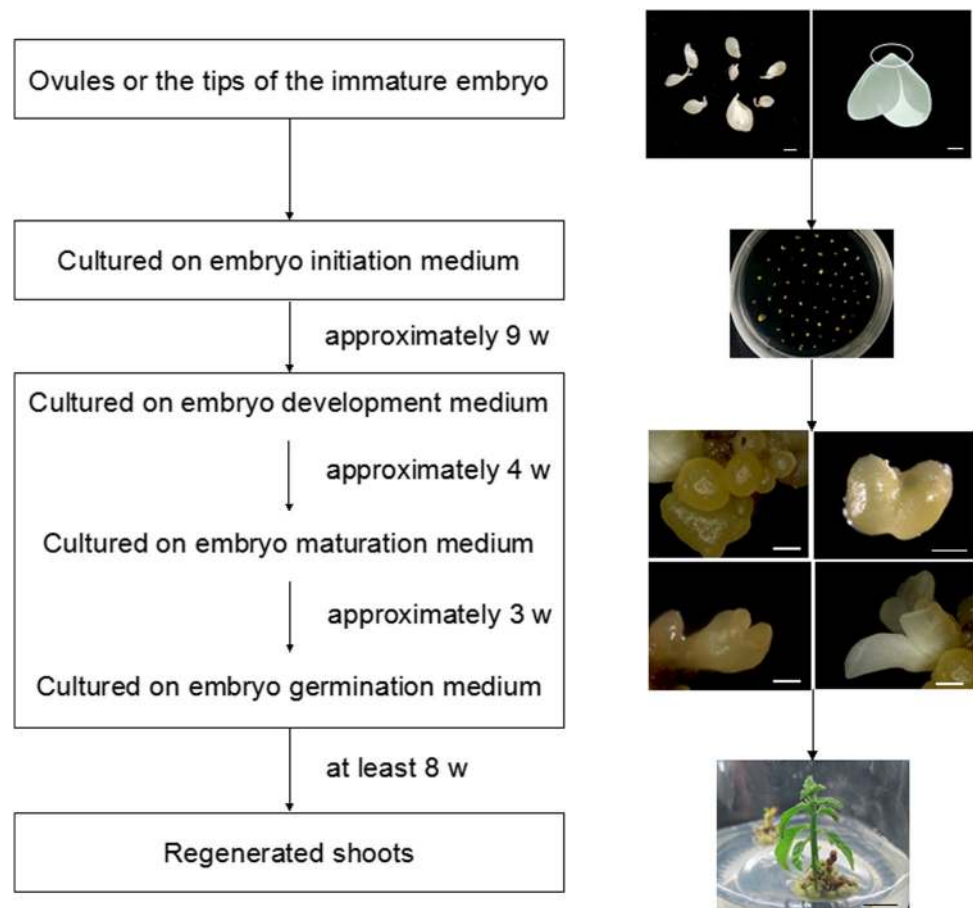 Ovules or the tips of the immature embryo
Cultured on embryo initiation medium
approximately 9 w
Cultured on embryo development medium
approximately 4 w
Cultured on embryo maturation medium
approximately 3 w
Cultured on embryo germination medium
at least 8 w
Regenerated shoots